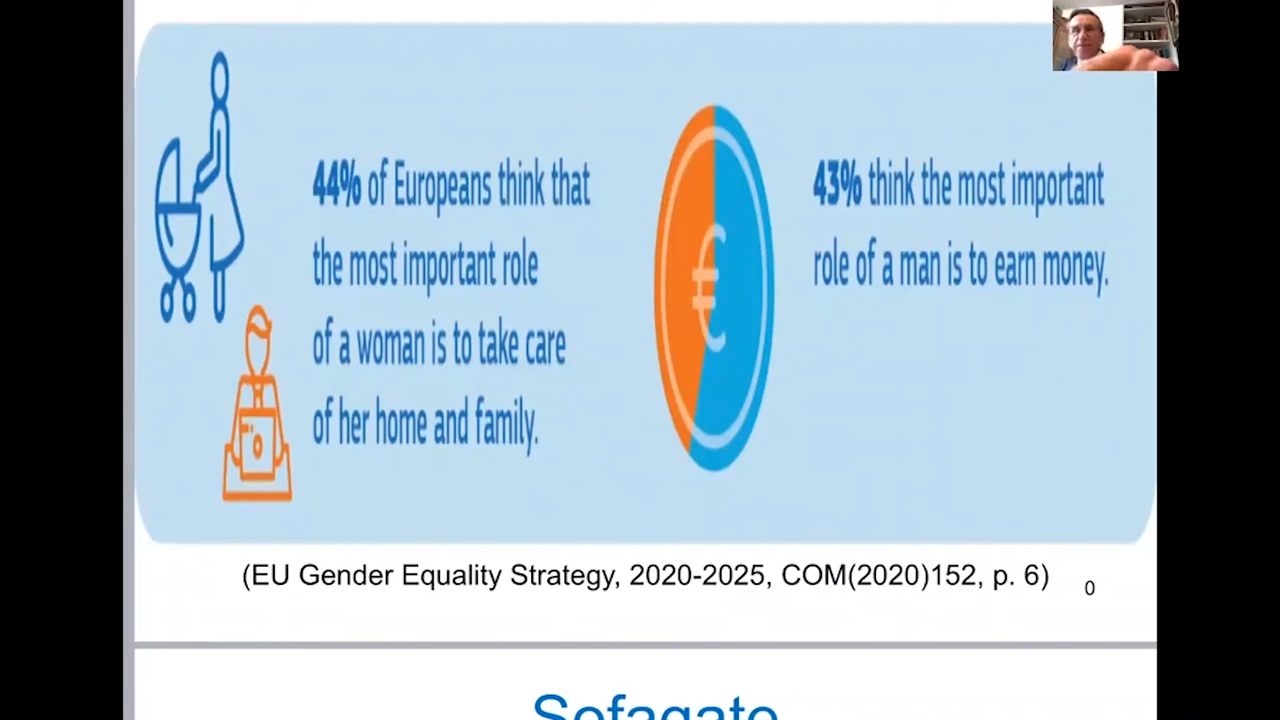 44% of Europeans think that
the most important role
of a woman is to take care
of her home and family.
€
43% think the most important
role of a man is to earn money.
(EU Gender Equality Strategy, 2020-2025, COM(2020)152, p. 6)
0
Sofagate